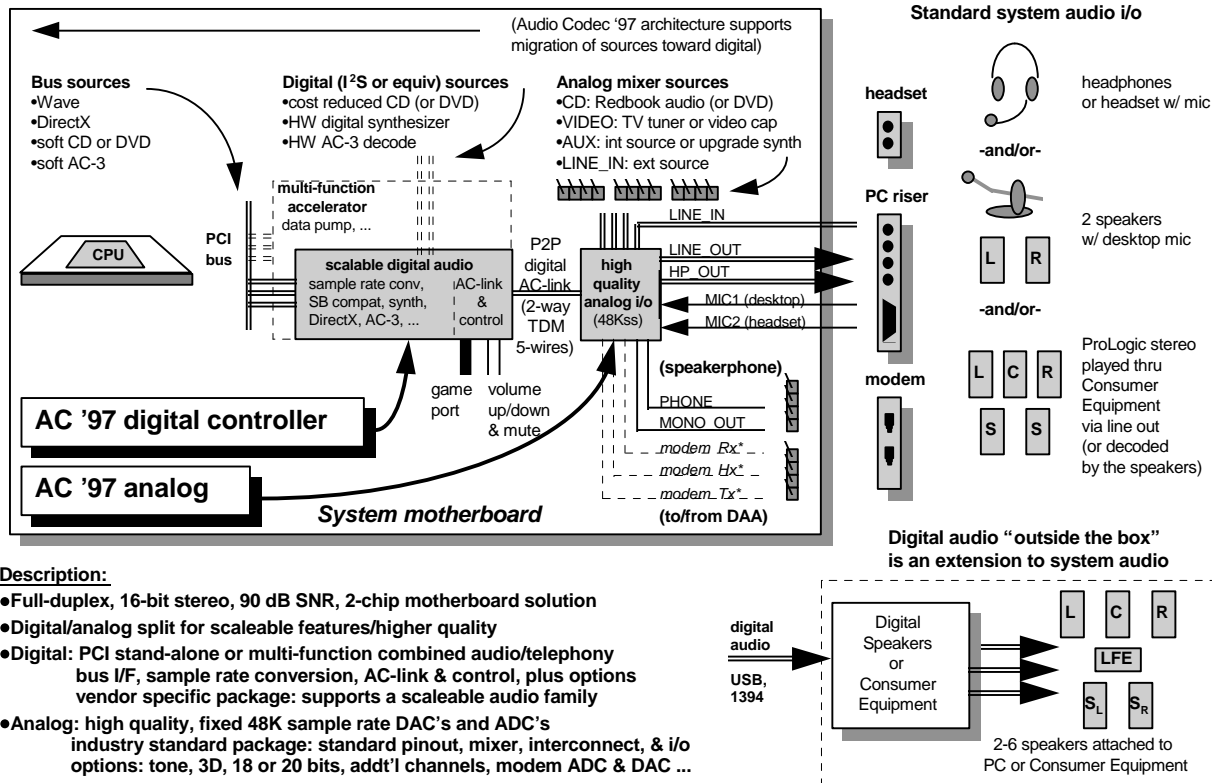 (Audio Codec '97 architecture supports
migration of sources toward digital)
Bus sources
•Wave
•DirectX
•soft CD or DVD
•soft AC-3
Digital (I²S or equiv) sources
•cost reduced CD (or DVD)
•HW digital synthesizer
•HW AC-3 decode
Analog mixer sources
•CD: Redbook audio (or DVD)
•VIDEO: TV tuner or video cap
•AUX: int source or upgrade synth
•LINE_IN: ext source
multi-function
accelerator
data pump, ...
CPU
PCI
bus
scalable digital audio
sample rate conv,
SB compat, synth,
DirectX, AC-3, ...
AC-link
&
control
P2P
digital
AC-link
(2-way
TDM
5-wires)
high
quality
analog i/o
(48Kss)
LINE_IN
LINE_OUT
HP_OUT
MIC1 (desktop)
MIC2 (headset)
game
port
volume
up/down
& mute
(speakerphone)
PHONE
MONO_OUT
modem Rx*
modem Hx*
modem Tx*
(to/from DAA)
AC '97 digital controller
AC '97 analog
System motherboard
Standard system audio i/o
headset
PC riser
modem
headphones
or headset w/ mic
-and/or-
2 speakers
w/ desktop mic
L
R
-and/or-
L
C
R
S
S
ProLogic stereo
played thru
Consumer
Equipment
via line out
(or decoded
by the speakers)
Description:
●Full-duplex, 16-bit stereo, 90 dB SNR, 2-chip motherboard solution
●Digital/analog split for scaleable features/higher quality
●Digital: PCI stand-alone or multi-function combined audio/telephony
bus I/F, sample rate conversion, AC-link & control, plus options
vendor specific package: supports a scaleable audio family
●Analog: high quality, fixed 48K sample rate DAC's and ADC's
industry standard package: standard pinout, mixer, interconnect, & i/o
options: tone, 3D, 18 or 20 bits, addt'l channels, modem ADC & DAC ...
Digital audio "outside the box"
is an extension to system audio
digital
audio
USB,
1394
Digital
Speakers
or
Consumer
Equipment
L
C
R
LFE
S_L
S_R
2-6 speakers attached to
PC or Consumer Equipment